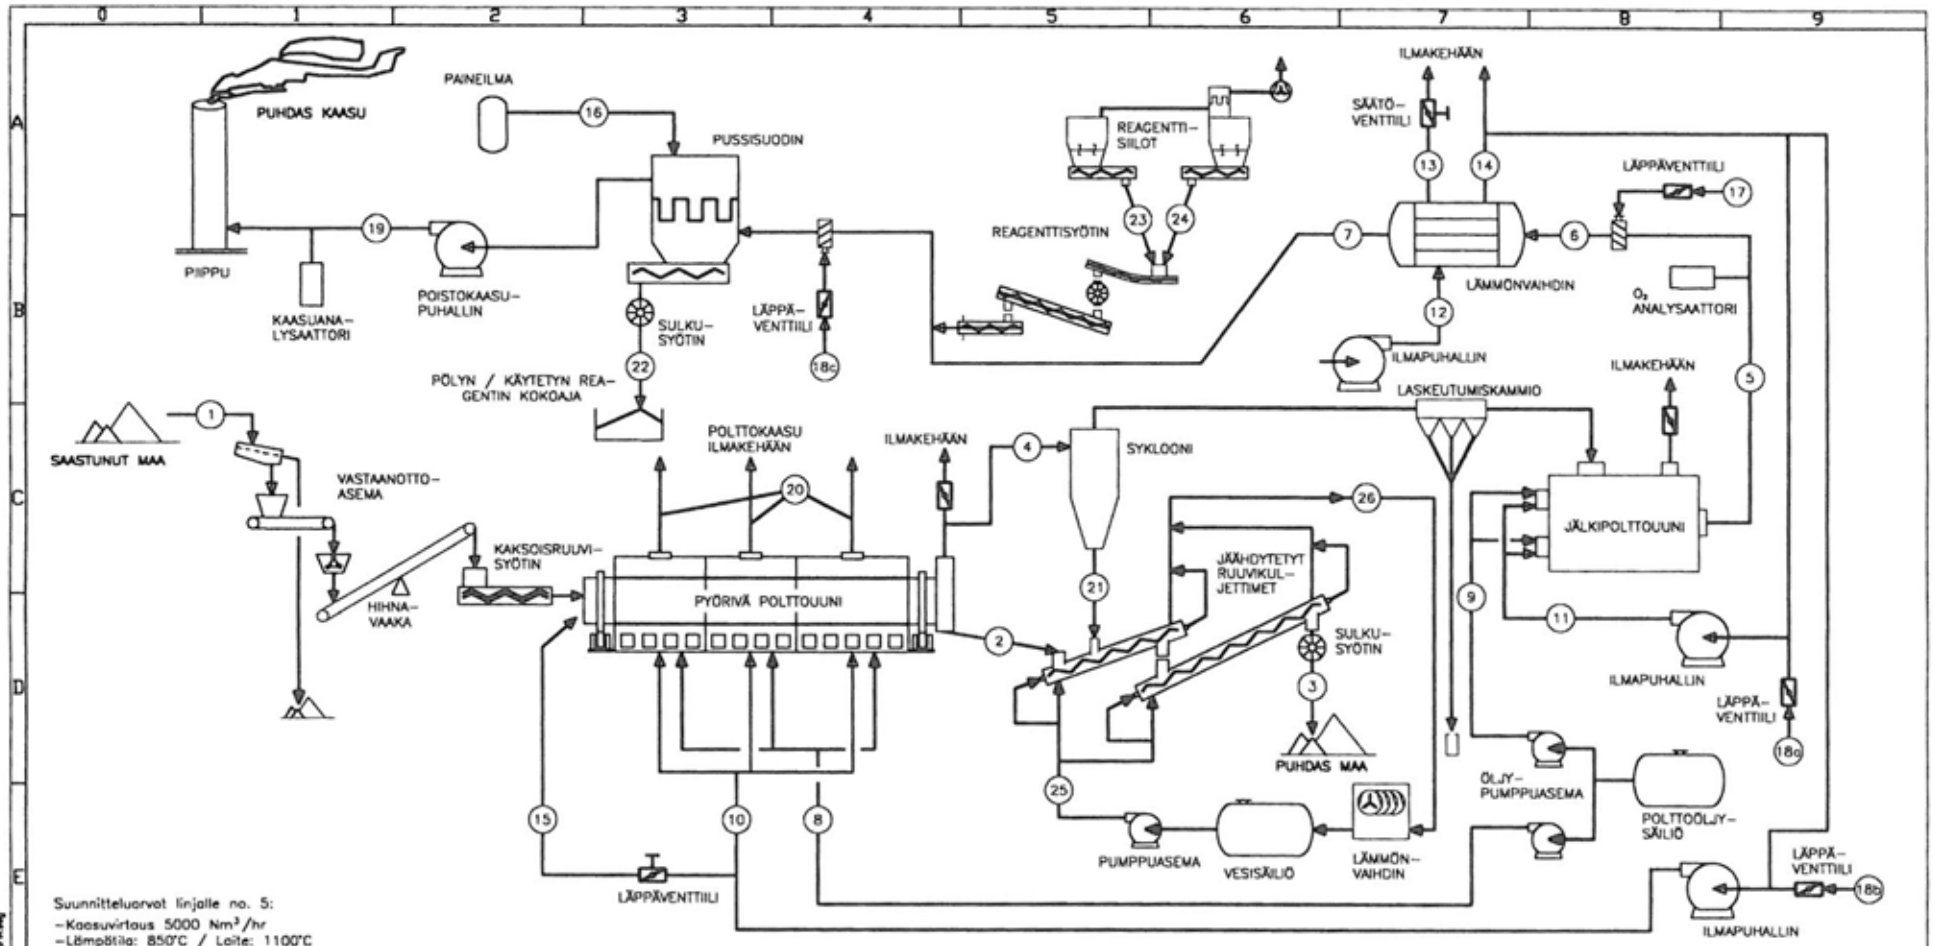 0 1 2 3 4 5 6 7 8 9
A
B
C
D
E
PUHDAS KAASU
PIIPPU
19
KAASUANA-
LYSAATTORI
PAINEILMA
16
POISTOKAASU-
PUHALLIN
PUSSISUODIN
SULKU-
SYÖTIN
22
PÖLYN / KÄYTETYN REA-
GENTIN KOKOAJA
LÄPPÄ-
VENTTIILI
18c
REAGENTTI-
SIILOT
23
24
REAGENTTISYÖTIN
ILMAKEHÄÄN
SÄÄTÖ-
VENTTIILI
13
14
LÄPPÄVENTTIILI
17
7
6
LÄMMÖNVAIHDIN
12
ILMAPUHALLIN
O₂
ANALYSAATTORI
5
LASKEUTUMISKAMMIO
ILMAKEHÄÄN
1
SAASTUNUT MAA
VASTAANOTTO-
ASEMA
HIHNA-
VAAKA
KAKSOISRUUVI-
SYÖTIN
POLTTOKAASU
ILMAKEHÄÄN
20
PYÖRIVÄ POLTTOUUNI
ILMAKEHÄÄN
4
SYKLOONI
26
21
JÄÄHDYTETYT
RUUVIKUL-
JETTIMET
2
SULKU-
SYÖTIN
3
PUHDAS MAA
JÄLKIPOLTTOUUNI
9
11
ILMAPUHALLIN
LÄPPÄ-
VENTTIILI
18a
15
10
8
LÄPPÄVENTTIILI
25
PUMPPUASEMA
VESISÄILIÖ
LÄMMÖN-
VAIHDIN
ÖLJY-
PUMPPUASEMA
POLTTOÖLJY-
SÄILIÖ
LÄPPÄ-
VENTTIILI
18b
ILMAPUHALLIN
Suunnitteluarvot linjalle no. 5:
-Kaasuvirtaus 5000 Nm³/hr
-Lämpötila: 850°C / Laite: 1100°C